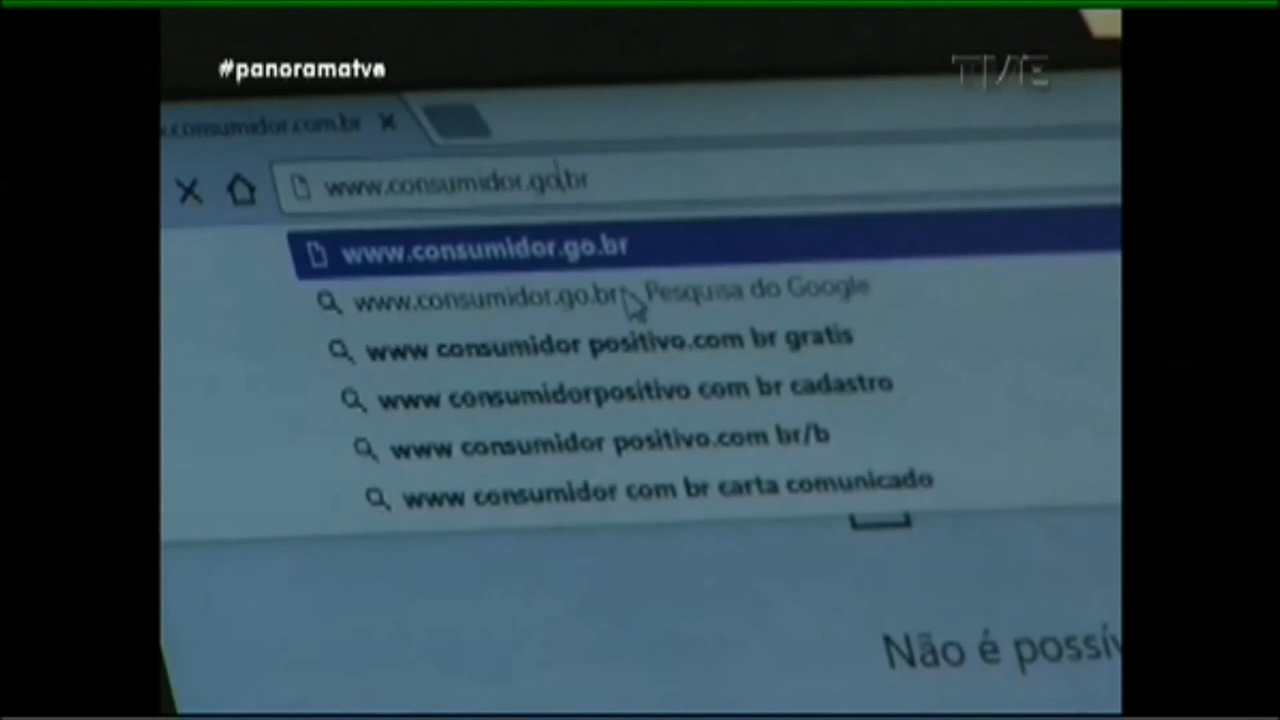 #panoramatve
TVE
www.consumidor.com.br
www.consumidor.go.br
www.consumidor.go.br
www.consumidor.go.br - Pesquisa do Google
www consumidor positivo.com br gratis
www consumidorpositivo com br cadastro
www consumidor positivo.com br/b
www consumidor com br carta comunicado
Não é possív